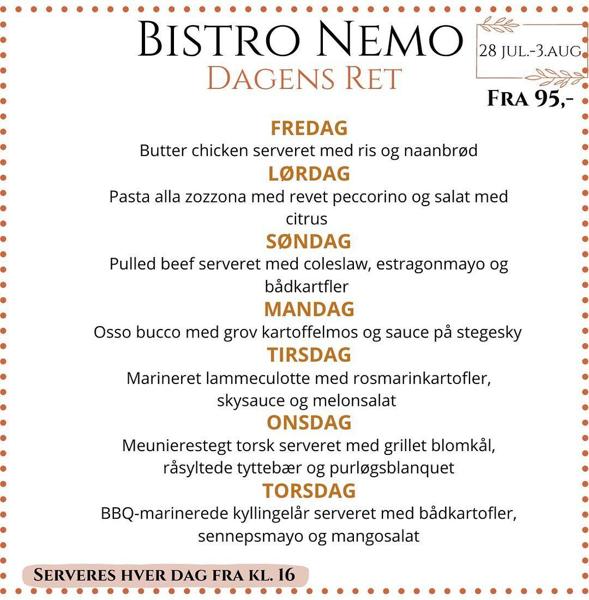 Bistro Nemo
Dagens Ret
28 jul.-3.aug
Fra 95,-
FREDAG
Butter chicken serveret med ris og naanbrød
LØRDAG
Pasta alla zozzona med revet peccorino og salat med
citrus
SØNDAG
Pulled beef serveret med coleslaw, estragonmayo og
bådkartfler
MANDAG
Osso bucco med grov kartoffelmos og sauce på stegesky
TIRSDAG
Marineret lammeculotte med rosmarinkartofler,
skysauce og melonsalat
ONSDAG
Meunierestegt torsk serveret med grillet blomkål,
råsyltede tyttebær og purløgsblanquet
TORSDAG
BBQ-marinerede kyllingelår serveret med bådkartofler,
sennepsmayo og mangosalat
Serveres hver dag fra kl. 16